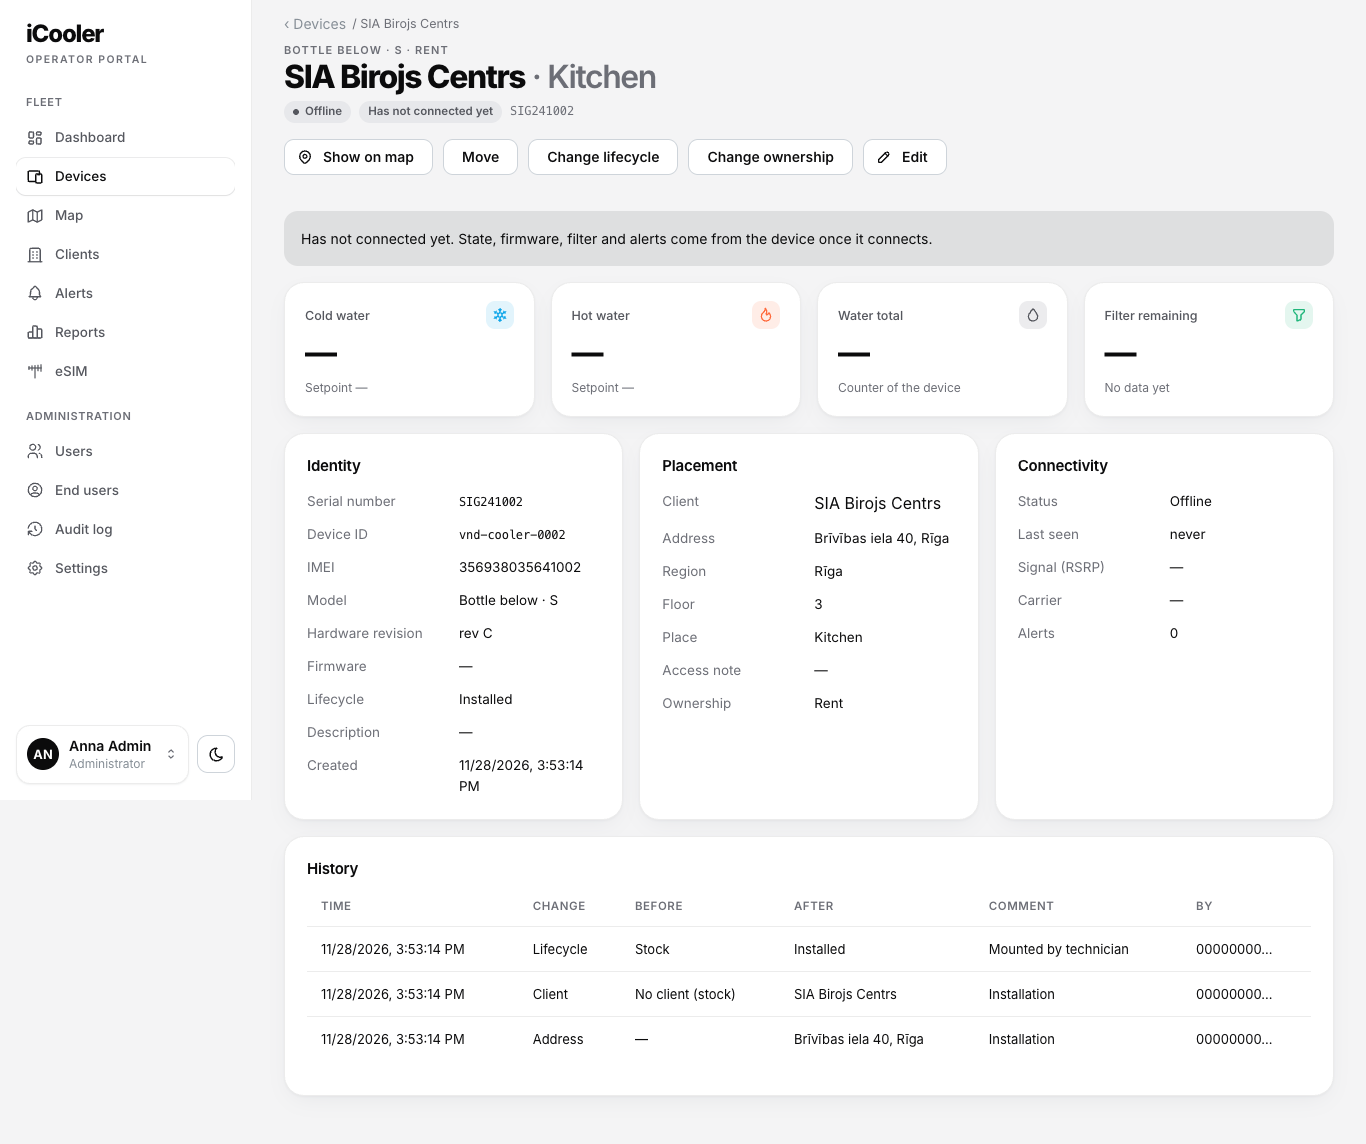 iCooler
OPERATOR PORTAL
FLEET
Dashboard
Devices
Map
Clients
Alerts
Reports
eSIM
ADMINISTRATION
Users
End users
Audit log
Settings
AN
Anna Admin
Administrator
‹ Devices / SIA Birojs Centrs
BOTTLE BELOW · S · RENT
SIA Birojs Centrs · Kitchen
Offline Has not connected yet SIG241002
Show on map Move Change lifecycle Change ownership Edit
Has not connected yet. State, firmware, filter and alerts come from the device once it connects.
Cold water
—
Setpoint —
Hot water
—
Setpoint —
Water total
—
Counter of the device
Filter remaining
—
No data yet
Identity
Serial number SIG241002
Device ID vnd-cooler-0002
IMEI 356938035641002
Model Bottle below · S
Hardware revision rev C
Firmware —
Lifecycle Installed
Description —
Created 11/28/2026, 3:53:14
PM
Placement
Client SIA Birojs Centrs
Address Brīvības iela 40, Rīga
Region Rīga
Floor 3
Place Kitchen
Access note —
Ownership Rent
Connectivity
Status Offline
Last seen never
Signal (RSRP) —
Carrier —
Alerts 0
History
TIME CHANGE BEFORE AFTER COMMENT BY
11/28/2026, 3:53:14 PM Lifecycle Stock Installed Mounted by technician 00000000…
11/28/2026, 3:53:14 PM Client No client (stock) SIA Birojs Centrs Installation 00000000…
11/28/2026, 3:53:14 PM Address — Brīvības iela 40, Rīga Installation 00000000…